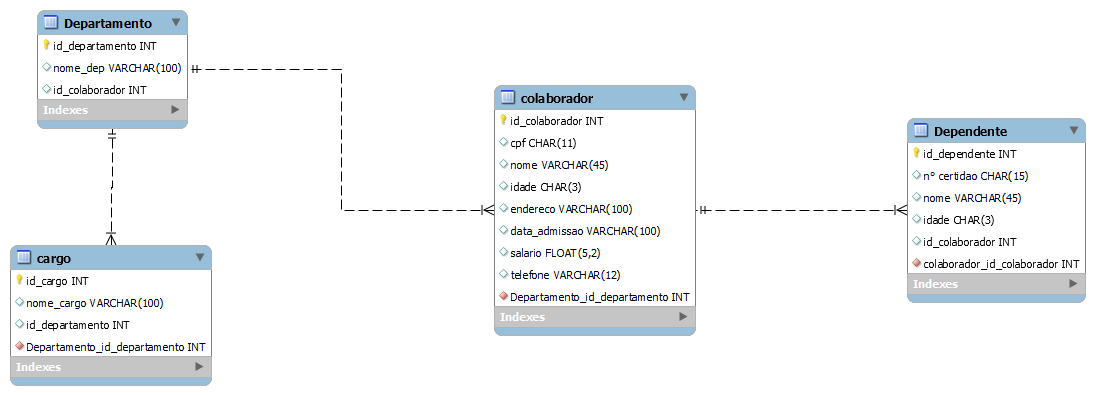 Departamento
id_departamento INT
nome_dep VARCHAR(100)
id_colaborador INT
Indexes
cargo
id_cargo INT
nome_cargo VARCHAR(100)
id_departamento INT
Departamento_id_departamento INT
Indexes
colaborador
id_colaborador INT
cpf CHAR(11)
nome VARCHAR(45)
idade CHAR(3)
endereco VARCHAR(100)
data_admissao VARCHAR(100)
salario FLOAT(5,2)
telefone VARCHAR(12)
Departamento_id_departamento INT
Indexes
Dependente
id_dependente INT
n° certidao CHAR(15)
nome VARCHAR(45)
idade CHAR(3)
id_colaborador INT
colaborador_id_colaborador INT
Indexes